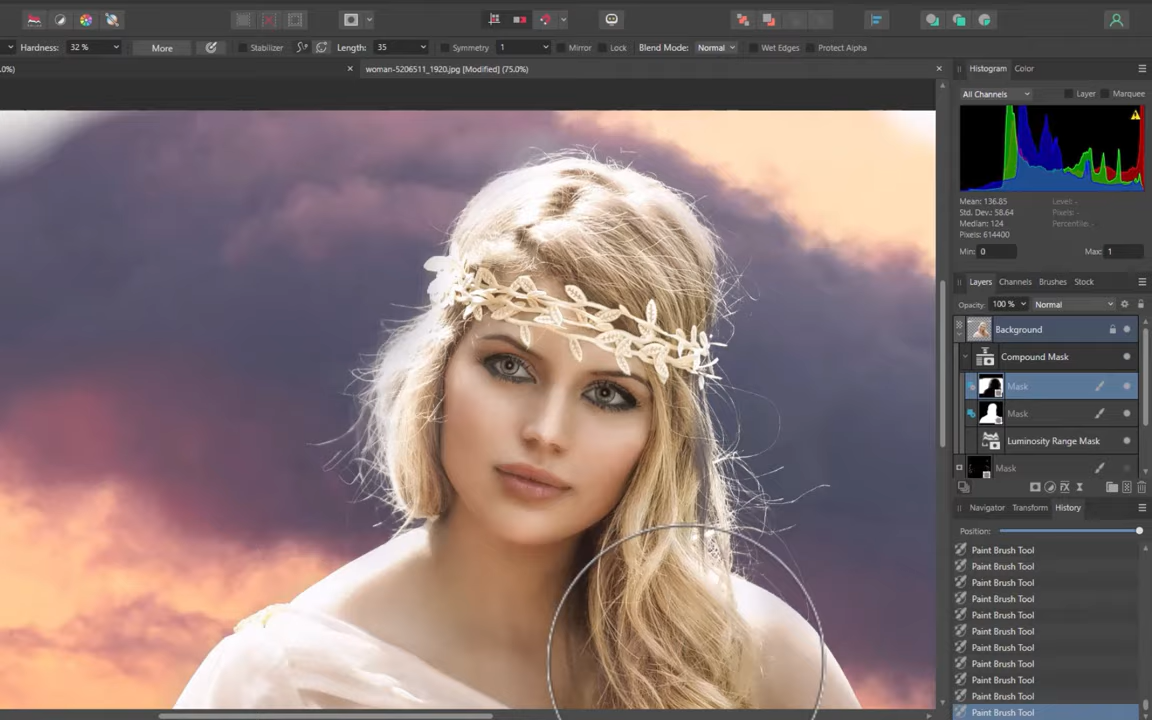 Hardness: 32 % More Stabilizer Length: 35 Symmetry 1 Mirror Lock Blend Mode: Normal Wet Edges Protect Alpha
.0%) woman-5206511_1920.jpg [Modified] (75.0%)
Histogram Color
All Channels Layer Marquee
Mean: 136.85 Level: -
Std. Dev.: 58.64 Pixels: -
Median: 124 Percentile: -
Pixels: 614400
Min: 0 Max: 1
Layers Channels Brushes Stock
Opacity: 100 % Normal
Background
Compound Mask
Mask
Mask
Luminosity Range Mask
Mask
Navigator Transform History
Position:
Paint Brush Tool
Paint Brush Tool
Paint Brush Tool
Paint Brush Tool
Paint Brush Tool
Paint Brush Tool
Paint Brush Tool
Paint Brush Tool
Paint Brush Tool
Paint Brush Tool
Paint Brush Tool